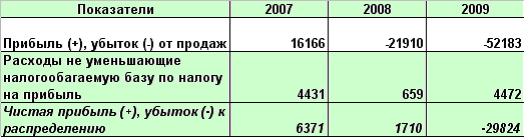 Показатели 2007 2008 2009
Прибыль (+), убыток (-) от продаж 16166 -21910 -52183
Расходы не уменьшающие
налогообагаемую базу по налогу
на прибыль 4431 659 4472
Чистая прибыль (+), убыток (-) к
распределению 6371 1710 -29824